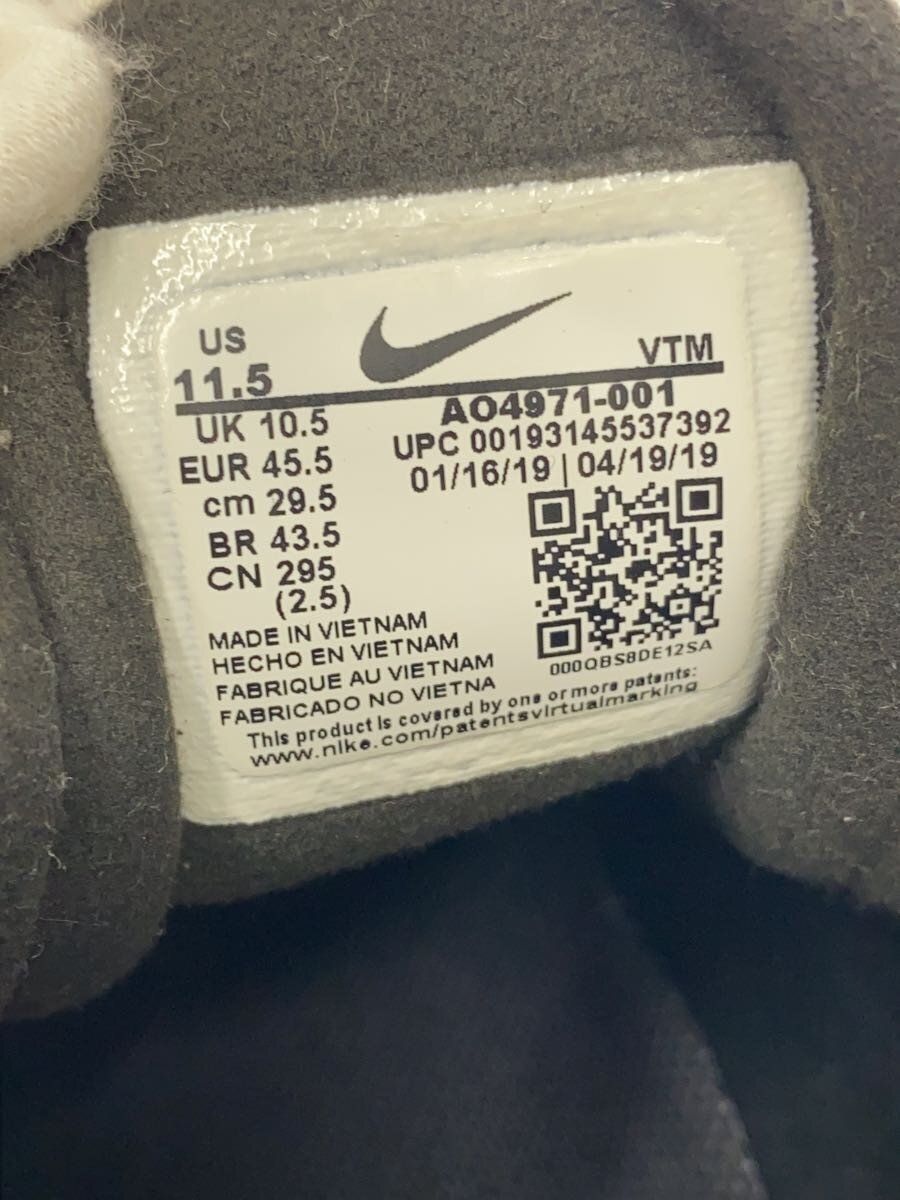 US
11.5
VTM
UK 10.5
EUR 45.5
cm 29.5
BR 43.5
CN 295
(2.5)
AO4971-001
UPC 00193145537392
01/16/19 | 04/19/19
000QBS8DE12SA
MADE IN VIETNAM
HECHO EN VIETNAM
FABRIQUE AU VIETNAM
FABRICADO NO VIETNA
This product is covered by one or more patents:
www.nike.com/patentsvirtualmarking